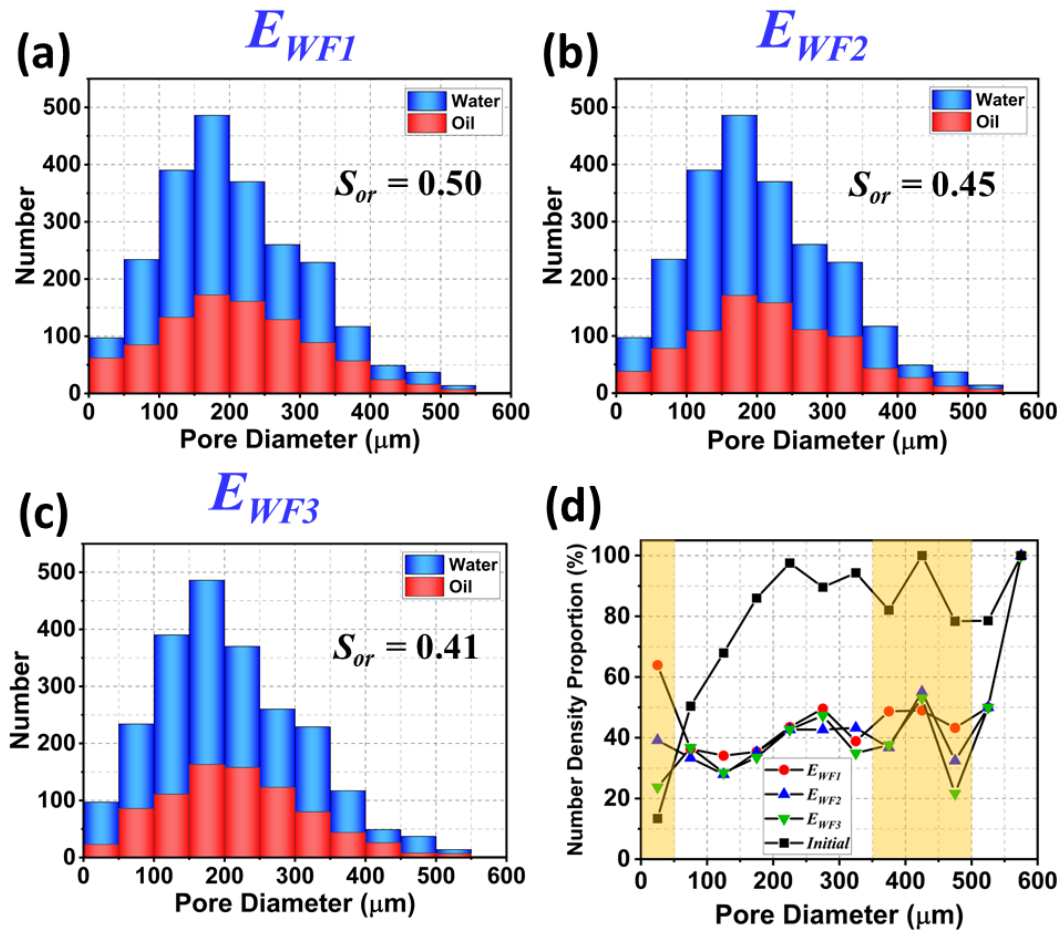 (a)
E_WF1
500
400
300
200
100
0
Number
Water
Oil
S_or = 0.50
0 100 200 300 400 500 600
Pore Diameter (μm)
(b)
E_WF2
500
400
300
200
100
0
Number
Water
Oil
S_or = 0.45
0 100 200 300 400 500 600
Pore Diameter (μm)
(c)
E_WF3
500
400
300
200
100
0
Number
Water
Oil
S_or = 0.41
0 100 200 300 400 500 600
Pore Diameter (μm)
(d)
100
80
60
40
20
0
Number Density Proportion (%)
E_WF1
E_WF2
E_WF3
Initial
0 100 200 300 400 500 600
Pore Diameter (μm)